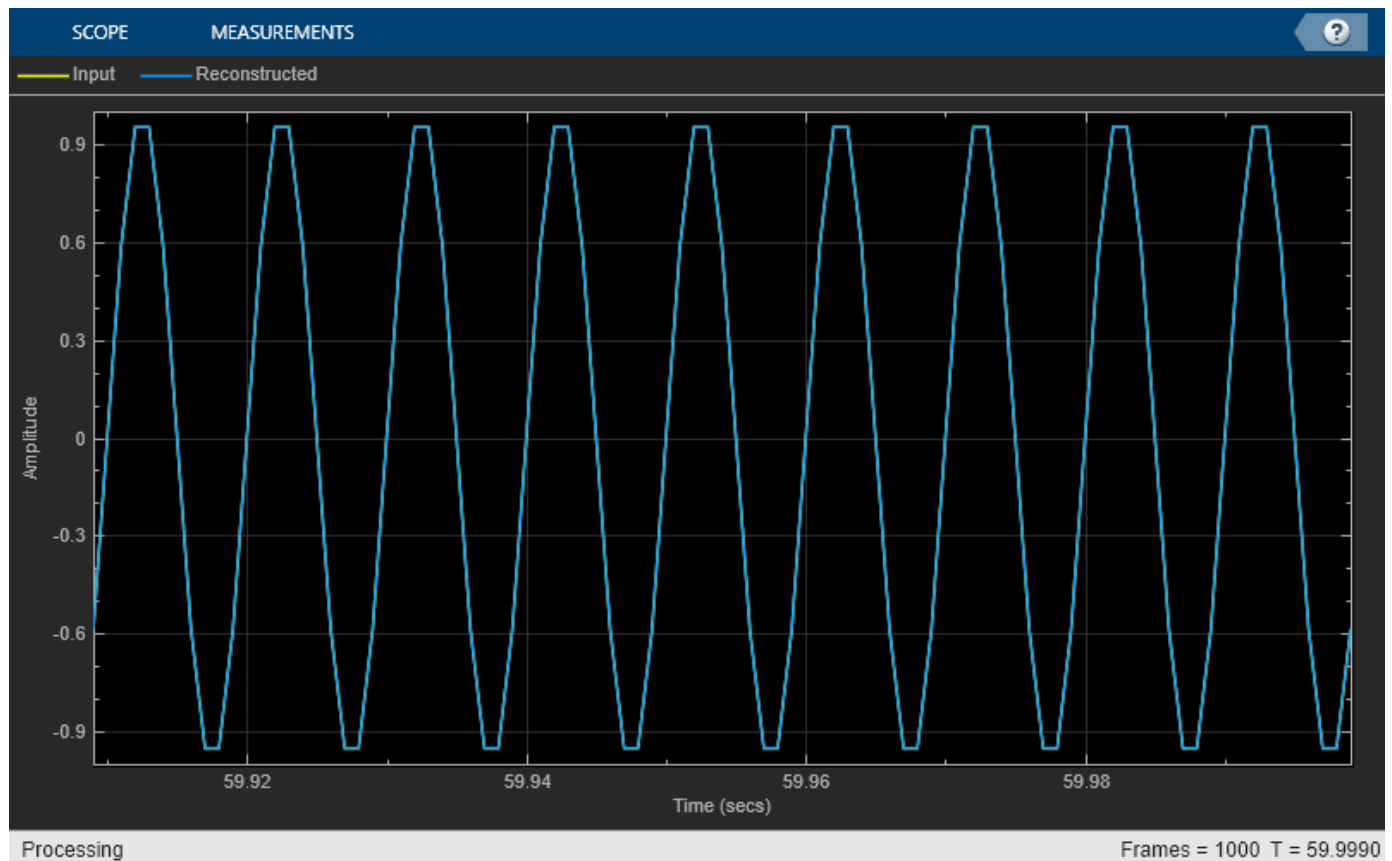 SCOPE MEASUREMENTS ?
Input Reconstructed
0.9
0.6
0.3
0
-0.3
-0.6
-0.9
Amplitude
59.92 59.94 59.96 59.98
Time (secs)
Processing Frames = 1000 T = 59.9990